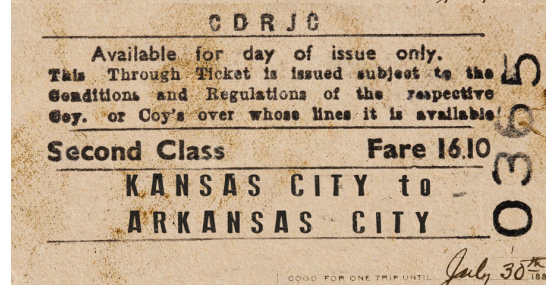 CDRJC
Available for day of issue only.
This Through Ticket is issued subject to the
Conditions and Regulations of the respective
Coy. or Coy's over whose lines it is available
Second Class Fare 16.10
KANSAS CITY to
ARKANSAS CITY
0365
GOOD FOR ONE TRIP UNTIL July 30th 188